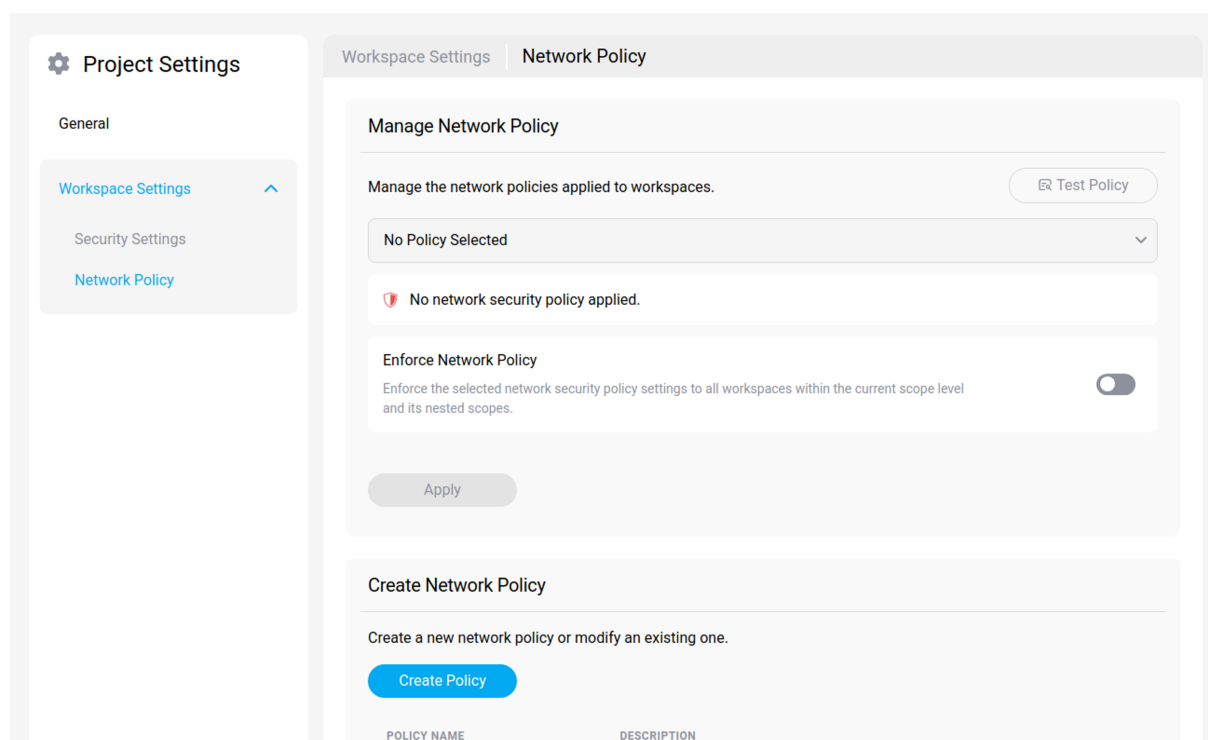 Project Settings
General
Workspace Settings
Security Settings
Network Policy
Workspace Settings
Network Policy
Manage Network Policy
Manage the network policies applied to workspaces.
Test Policy
No Policy Selected
No network security policy applied.
Enforce Network Policy
Enforce the selected network security policy settings to all workspaces within the current scope level
and its nested scopes.
Apply
Create Network Policy
Create a new network policy or modify an existing one.
Create Policy
POLICY NAME
DESCRIPTION